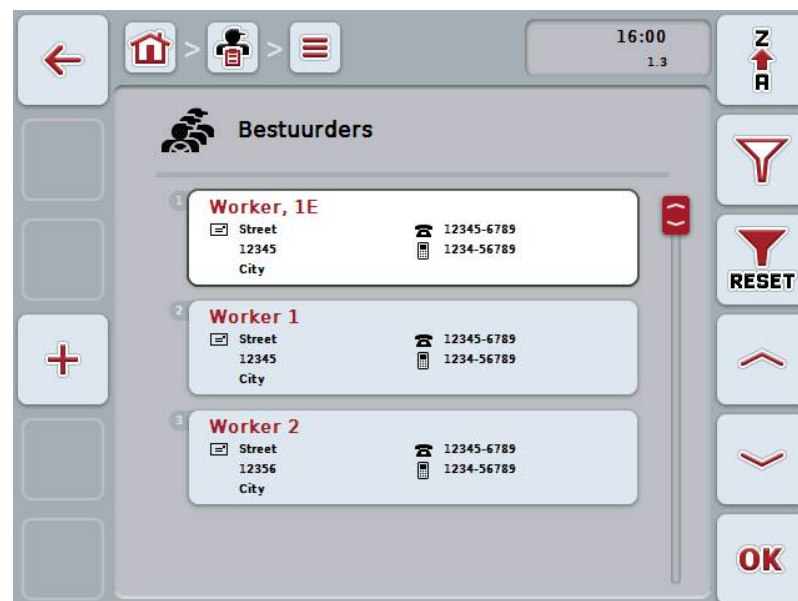 16:00
1.3
Z
A
Bestuurders
1
Worker, 1E
Street 12345-6789
12345 1234-56789
City
RESET
2
Worker 1
Street 12345-6789
12345 1234-56789
City
3
Worker 2
Street 12345-6789
12356 1234-56789
City
OK